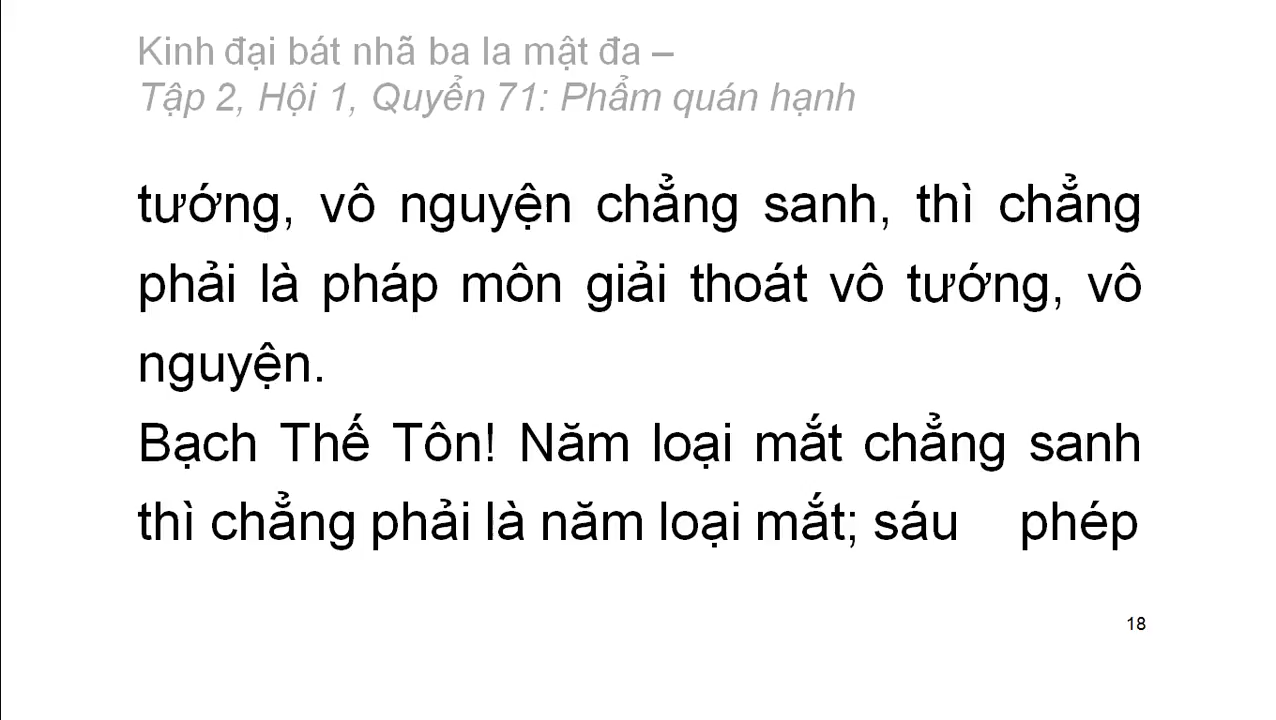 Kinh đại bát nhã ba la mật đa –
Tập 2, Hội 1, Quyển 71: Phẩm quán hạnh
tướng, vô nguyện chẳng sanh, thì chẳng
phải là pháp môn giải thoát vô tướng, vô
nguyện.
Bạch Thế Tôn! Năm loại mắt chẳng sanh
thì chẳng phải là năm loại mắt; sáu phép
18